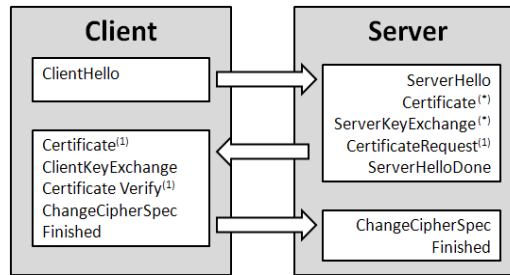 Client
Server
ClientHello
ServerHello
Certificate(*)
ServerKeyExchange(*)
CertificateRequest(1)
ServerHelloDone
Certificate(1)
ClientKeyExchange
Certificate Verify(1)
ChangeCipherSpec
Finished
ChangeCipherSpec
Finished